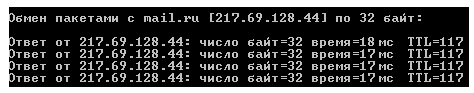 Обмен пакетами с mail.ru [217.69.128.44] по 32 байт:
Ответ от 217.69.128.44: число байт=32 время=18мс TTL=117
Ответ от 217.69.128.44: число байт=32 время=17мс TTL=117
Ответ от 217.69.128.44: число байт=32 время=17мс TTL=117
Ответ от 217.69.128.44: число байт=32 время=17мс TTL=117